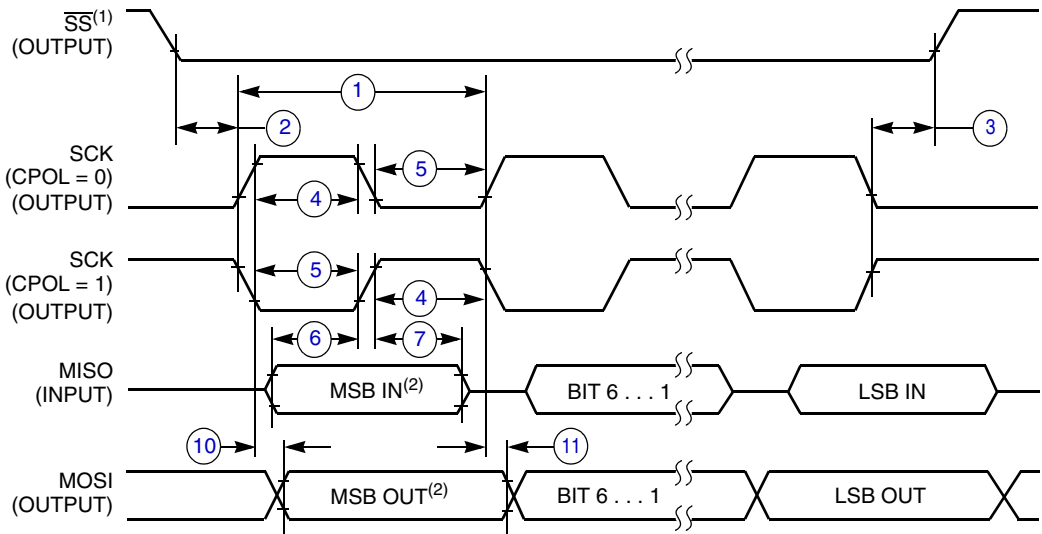 SS(1)
(OUTPUT)
1
2
3
SCK
(CPOL = 0)
(OUTPUT)
5
4
SCK
(CPOL = 1)
(OUTPUT)
5
4
6
7
MISO
(INPUT)
MSB IN(2)
BIT 6 . . . 1
LSB IN
10
11
MOSI
(OUTPUT)
MSB OUT(2)
BIT 6 . . . 1
LSB OUT